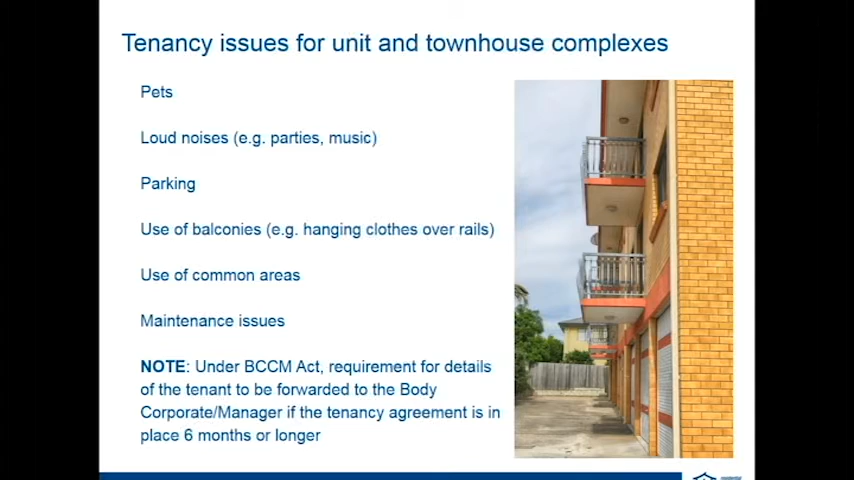 Tenancy issues for unit and townhouse complexes
Pets
Loud noises (e.g. parties, music)
Parking
Use of balconies (e.g. hanging clothes over rails)
Use of common areas
Maintenance issues
NOTE: Under BCCM Act, requirement for details
of the tenant to be forwarded to the Body
Corporate/Manager if the tenancy agreement is in
place 6 months or longer